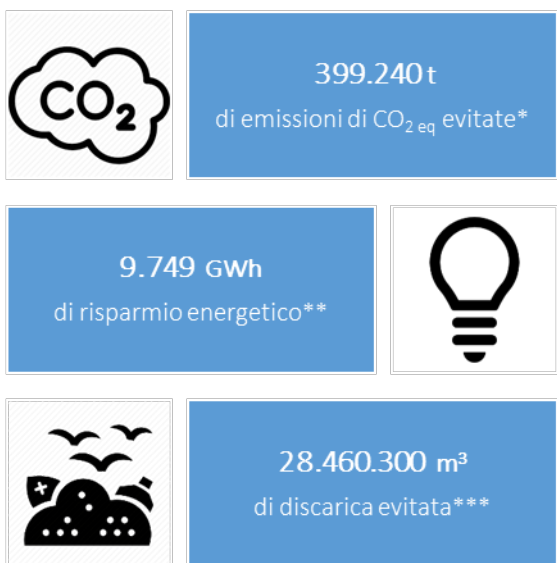 CO₂
399.240 t
di emissioni di CO₂ eq evitate*
9.749 GWh
di risparmio energetico**
28.460.300 m³
di discarica evitata***